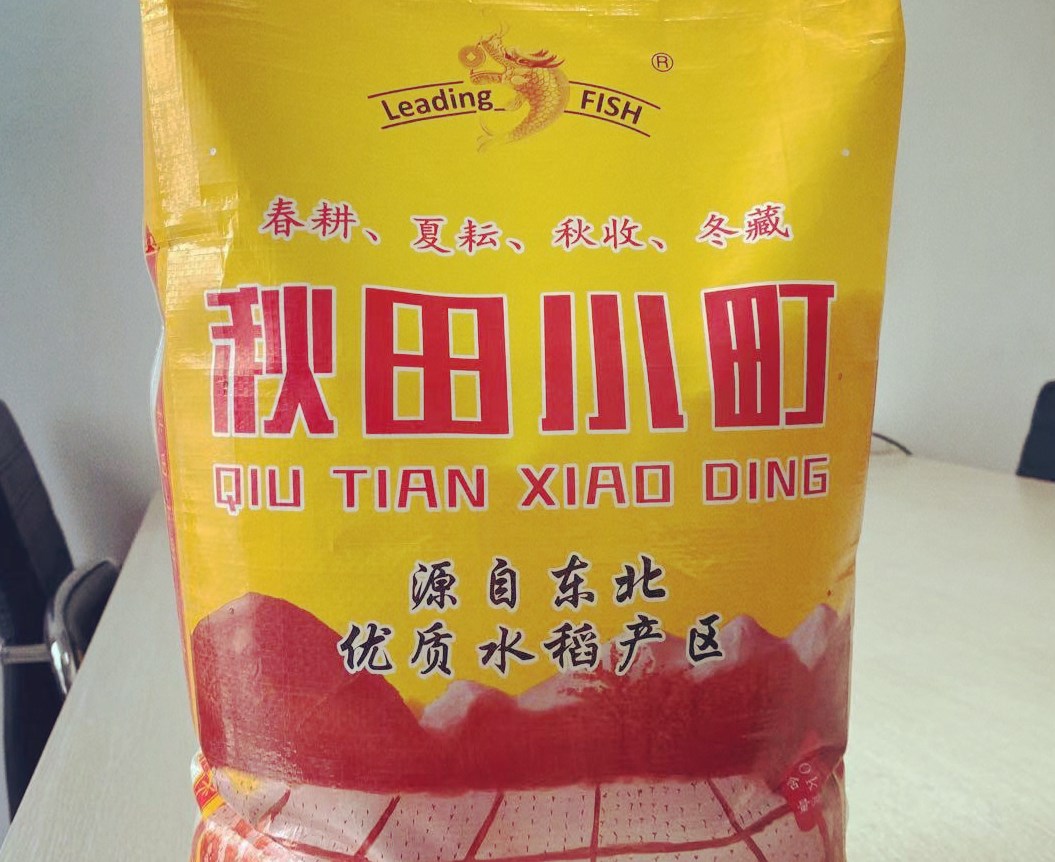 Leading FISH ®
春耕、夏耘、秋收、冬藏
秋田小町
QIU TIAN XIAO DING
源自东北
优质水稻产区